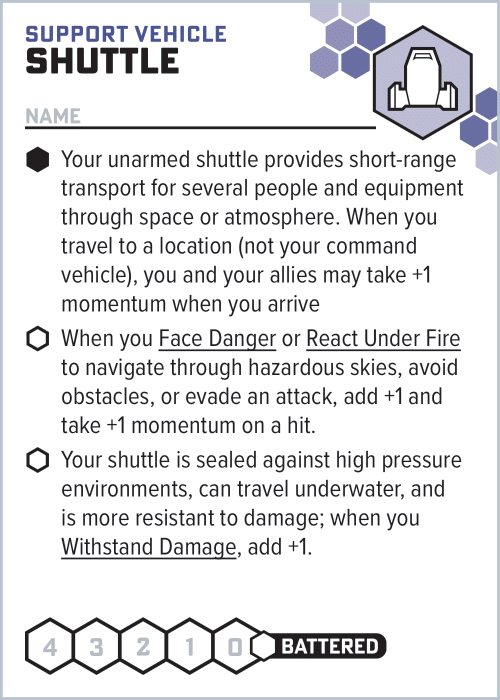 SUPPORT VEHICLE
SHUTTLE
NAME
Your unarmed shuttle provides short-range
transport for several people and equipment
through space or atmosphere. When you
travel to a location (not your command
vehicle), you and your allies may take +1
momentum when you arrive
When you Face Danger or React Under Fire
to navigate through hazardous skies, avoid
obstacles, or evade an attack, add +1 and
take +1 momentum on a hit.
Your shuttle is sealed against high pressure
environments, can travel underwater, and
is more resistant to damage; when you
Withstand Damage, add +1.
4 3 2 1 0 BATTERED